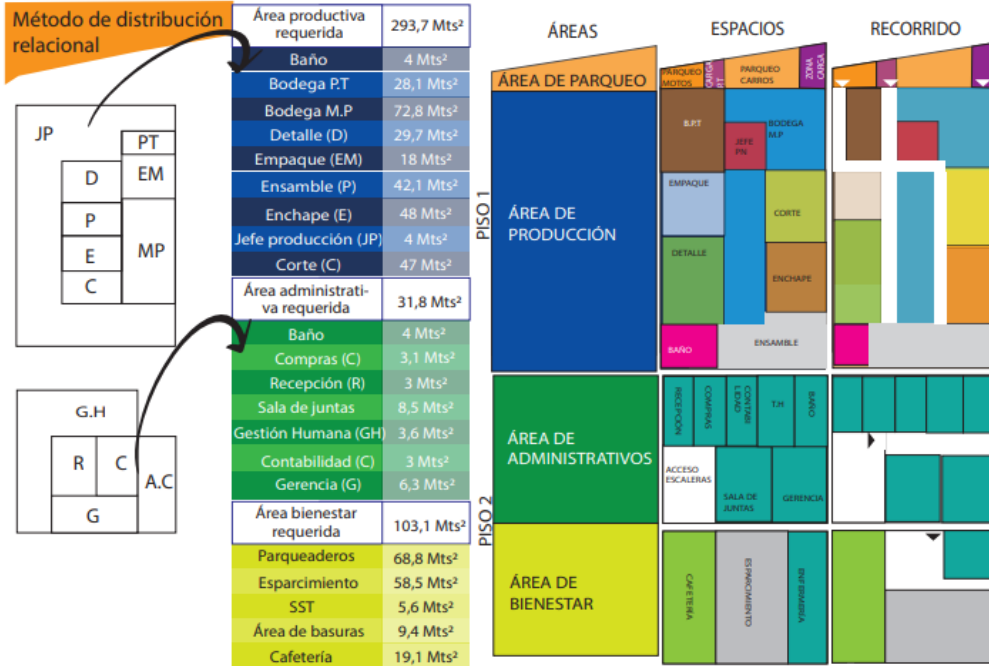 Método de distribución
relacional
JP
PT
D
EM
P
MP
E
C
G.H
R
C
A.C
G
Área productiva
requerida
293,7 Mts²
Baño
4 Mts²
Bodega P.T
28,1 Mts²
Bodega M.P
72,8 Mts²
Detalle (D)
29,7 Mts²
Empaque (EM)
18 Mts²
Ensamble (P)
42,1 Mts²
Enchape (E)
48 Mts²
Jefe producción (JP)
4 Mts²
Corte (C)
47 Mts²
Área administrati-
va requerida
31,8 Mts²
Baño
4 Mts²
Compras (C)
3,1 Mts²
Recepción (R)
3 Mts²
Sala de juntas
8,5 Mts²
Gestión Humana (GH)
3,6 Mts²
Contabilidad (C)
3 Mts²
Gerencia (G)
6,3 Mts²
Área bienestar
requerida
103,1 Mts²
Parqueaderos
68,8 Mts²
Esparcimiento
58,5 Mts²
SST
5,6 Mts²
Área de basuras
9,4 Mts²
Cafetería
19,1 Mts²
PISO 1
PISO 2
ÁREAS
ÁREA DE PARQUEO
ÁREA DE
PRODUCCIÓN
ÁREA DE
ADMINISTRATIVOS
ÁREA DE
BIENESTAR
ESPACIOS
PARQUEO
MOTOS
CARGA
P.T
PARQUEO
CARROS
ZONA
CARGA
B.P.T
JEFE
PN
BODEGA
M.P
EMPAQUE
CORTE
DETALLE
ENCHAPE
BAÑO
ENSAMBLE
RECEPCIÓN
COMPRAS
CONTABI
LIDAD
T.H
BAÑO
ACCESO
ESCALERAS
SALA DE
JUNTAS
GERENCIA
CAFETERIA
ESPARCIMIENTO
ENFERMERÍA
RECORRIDO